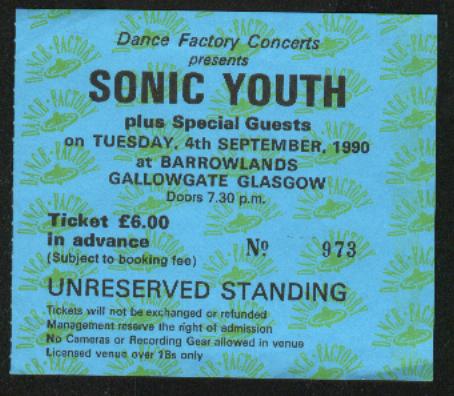 Dance Factory Concerts
presents
SONIC YOUTH
plus Special Guests
on TUESDAY, 4th SEPTEMBER, 1990
at BARROWLANDS
GALLOWGATE GLASGOW
Doors 7.30 p.m.
Ticket £6.00
in advance
(Subject to booking fee)
Nº 973
UNRESERVED STANDING
Tickets will not be exchanged or refunded
Management reserve the right of admission
No Cameras or Recording Gear allowed in venue
Licensed venue over 18s only
DANCE FACTORY